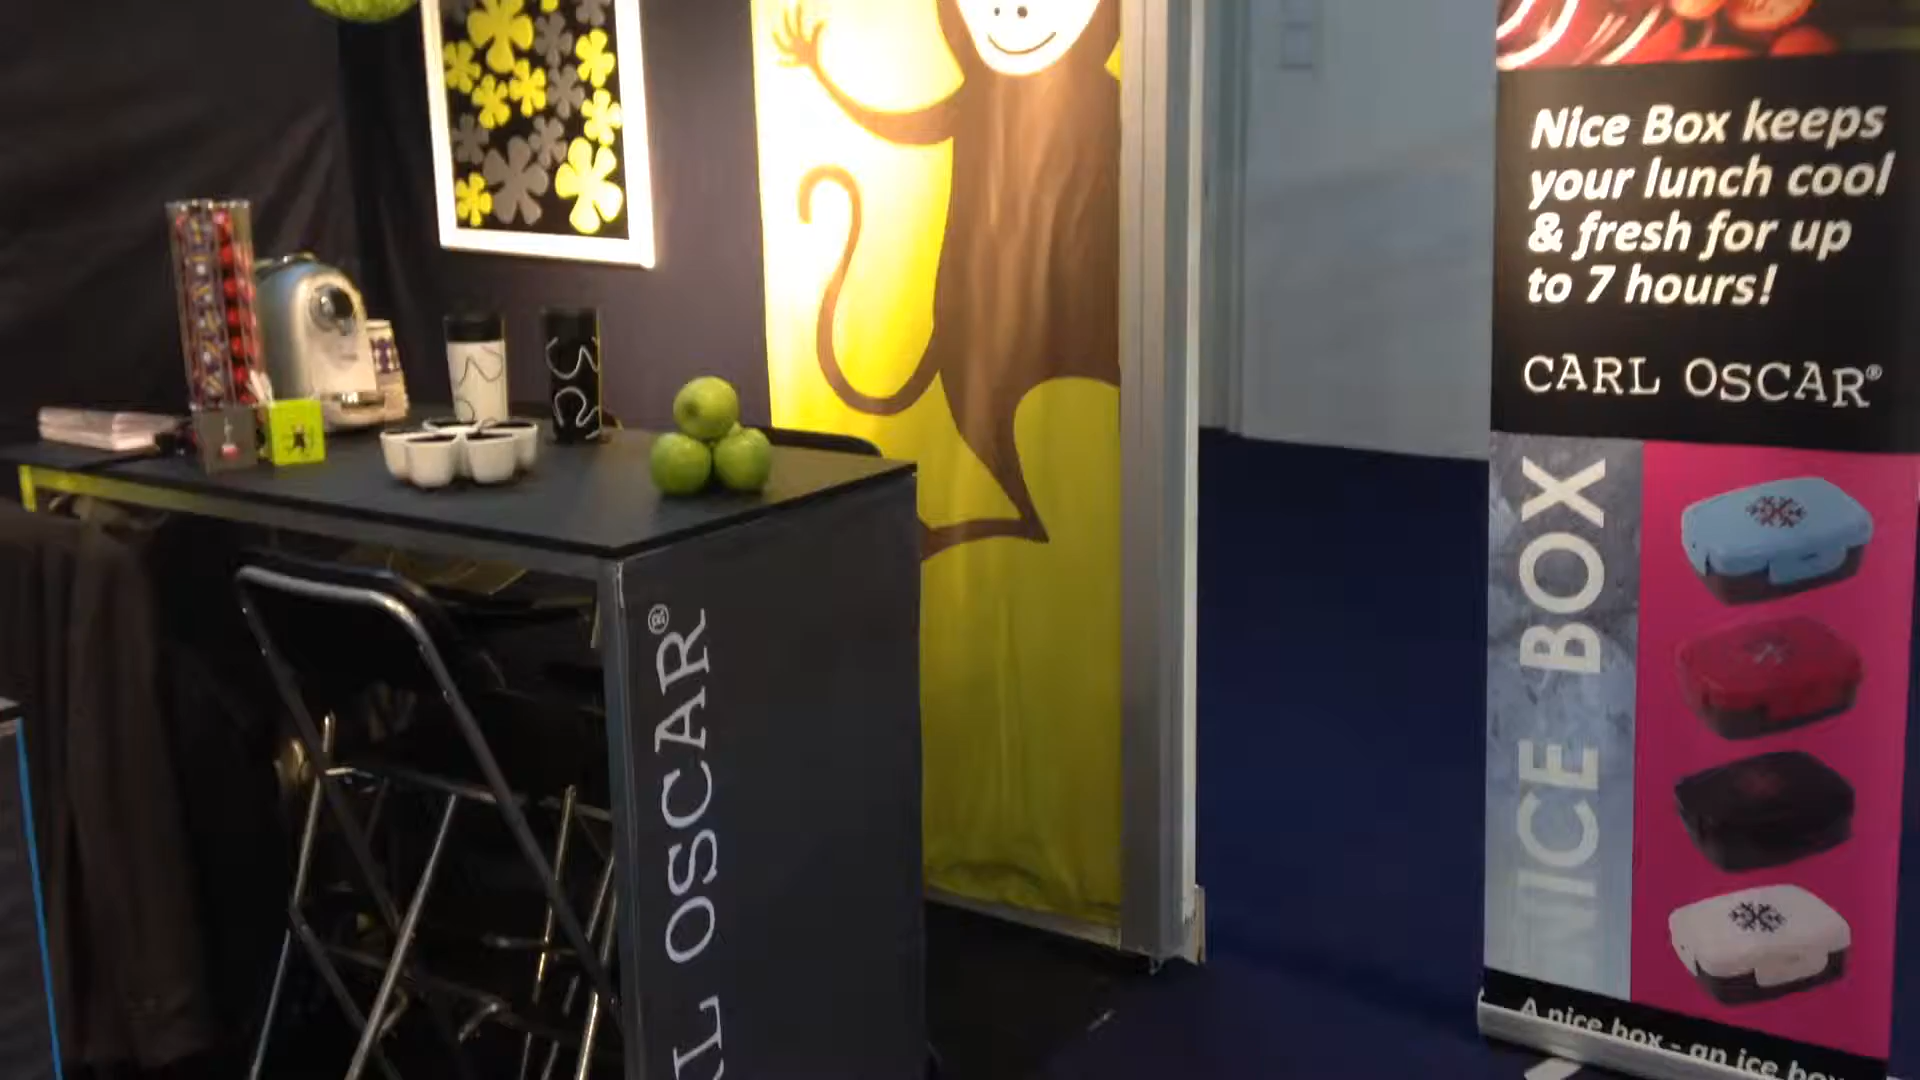 Nice Box keeps
your lunch cool
& fresh for up
to 7 hours!
CARL OSCAR®
NICE BOX
A nice box - an ice box
RL OSCAR®